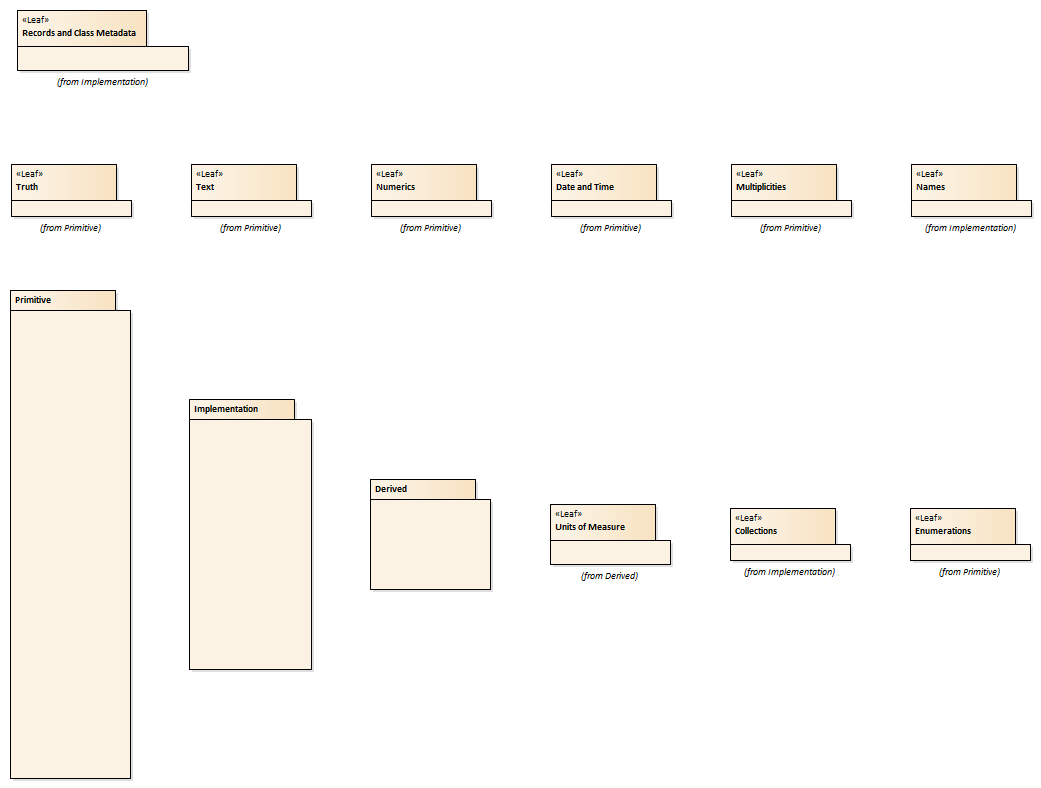 «Leaf»
Records and Class Metadata
(from Implementation)
«Leaf»
Truth
(from Primitive)
«Leaf»
Text
(from Primitive)
«Leaf»
Numerics
(from Primitive)
«Leaf»
Date and Time
(from Primitive)
«Leaf»
Multiplicities
(from Primitive)
«Leaf»
Names
(from Implementation)
Primitive
Implementation
Derived
«Leaf»
Units of Measure
(from Derived)
«Leaf»
Collections
(from Implementation)
«Leaf»
Enumerations
(from Primitive)